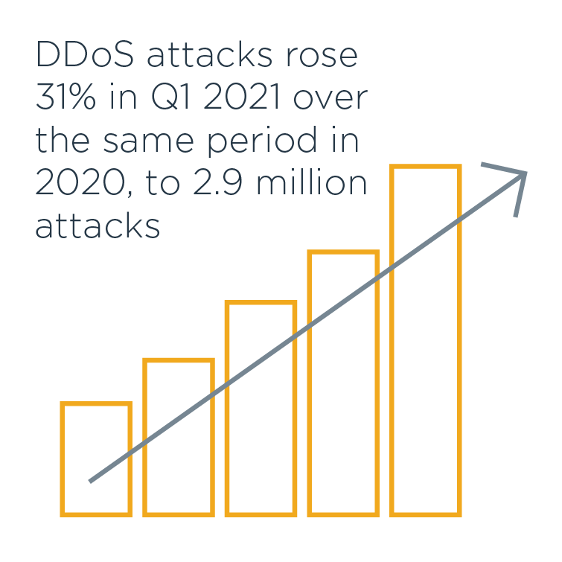 DDoS attacks rose
31% in Q1 2021 over
the same period in
2020, to 2.9 million
attacks